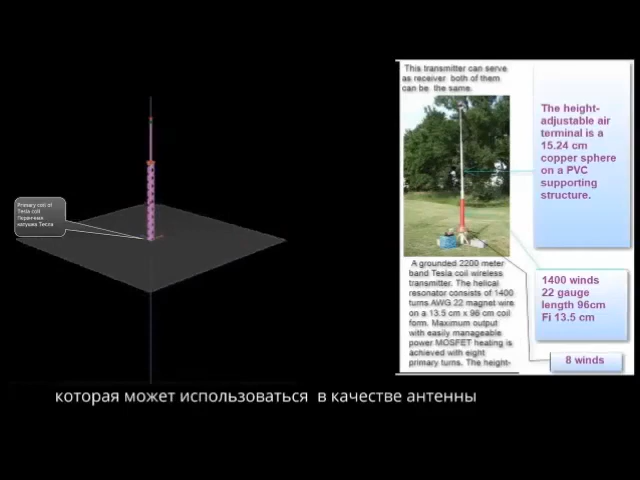 This transmitter can serve
as receiver both of them
can be the same.
The height-
adjustable air
terminal is a
15.24 cm
copper sphere
on a PVC
supporting
structure.
Primary coil of
Tesla coil
Первичная
катушка Тесла
A grounded 2200 meter
band Tesla coil wireless
transmitter. The helical
resonator consists of 1400
turns AWG 22 magnet wire
on a 13.5 cm x 96 cm coil
form. Maximum output
with easily manageable
power MOSFET heating is
achieved with eight
primary turns. The height-
1400 winds
22 gauge
length 96cm
Fi 13.5 cm
8 winds
которая может использоваться в качестве антенны